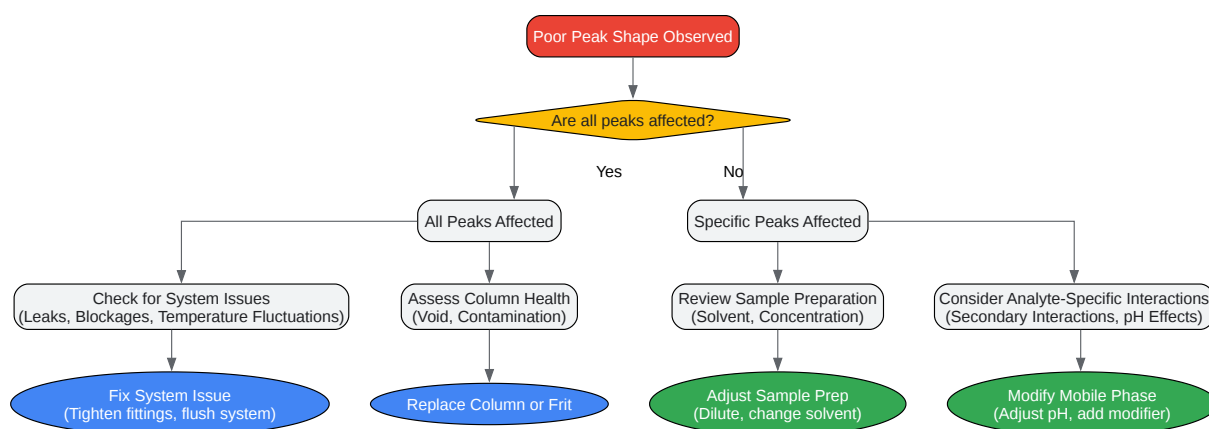 Poor Peak Shape Observed
Are all peaks affected?
Yes
No
All Peaks Affected
Specific Peaks Affected
Check for System Issues
(Leaks, Blockages, Temperature Fluctuations)
Assess Column Health
(Void, Contamination)
Review Sample Preparation
(Solvent, Concentration)
Consider Analyte-Specific Interactions
(Secondary Interactions, pH Effects)
Fix System Issue
(Tighten fittings, flush system)
Replace Column or Frit
Adjust Sample Prep
(Dilute, change solvent)
Modify Mobile Phase
(Adjust pH, add modifier)